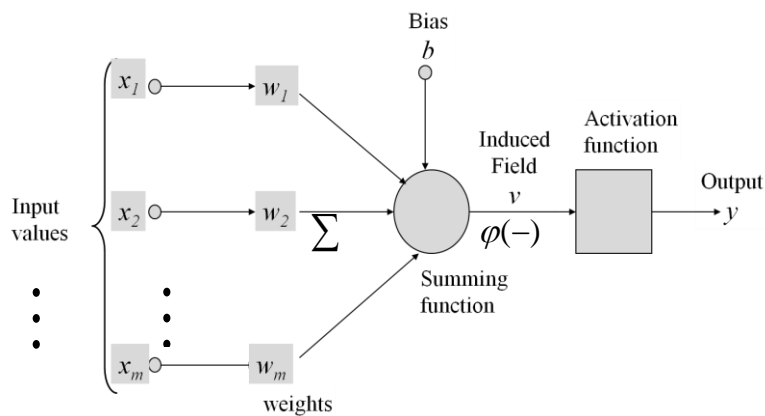 Bias
b
x₁
w₁
Activation
function
Induced
Field
v
Input
values
x₂
w₂
∑
φ(−)
Output
y
Summing
function
xₘ
wₘ
weights